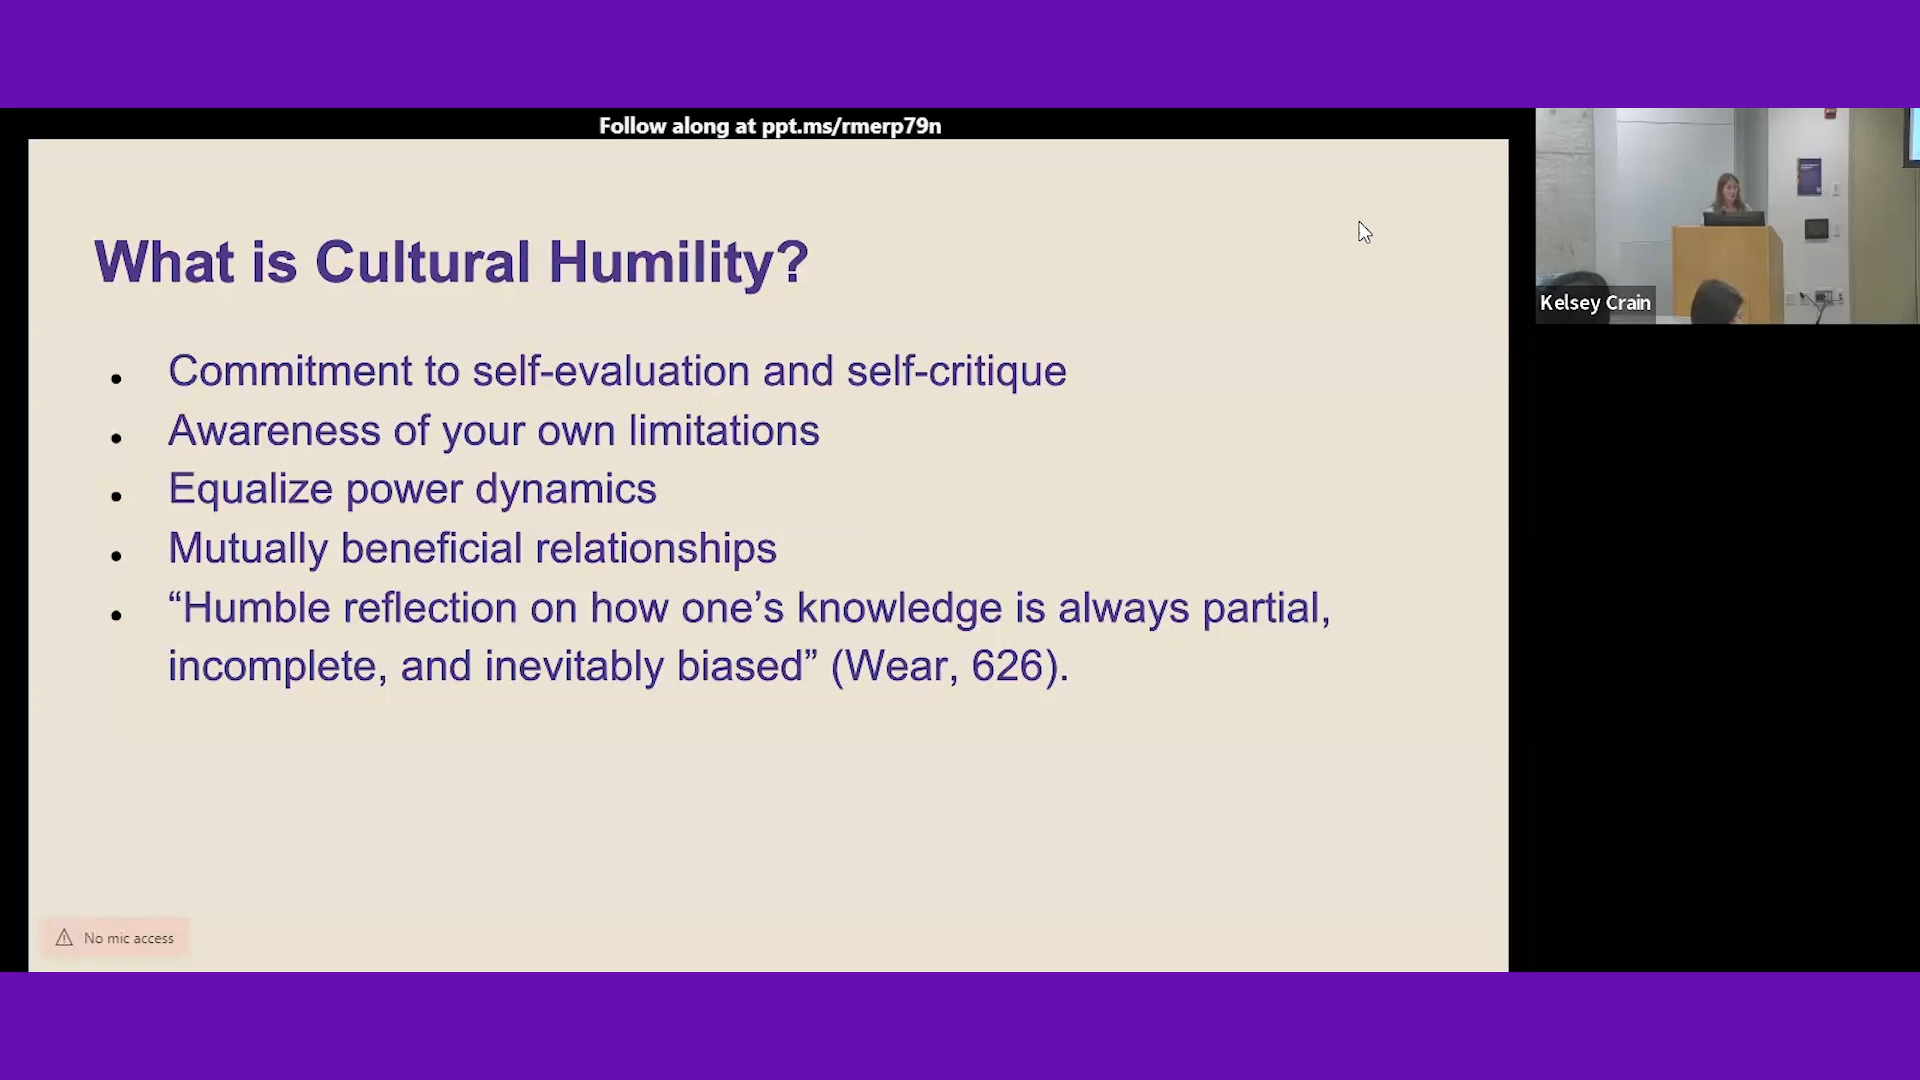 Follow along at ppt.ms/rmerp79n
What is Cultural Humility?
• Commitment to self-evaluation and self-critique
• Awareness of your own limitations
• Equalize power dynamics
• Mutually beneficial relationships
• “Humble reflection on how one’s knowledge is always partial,
incomplete, and inevitably biased” (Wear, 626).
No mic access
Kelsey Crain